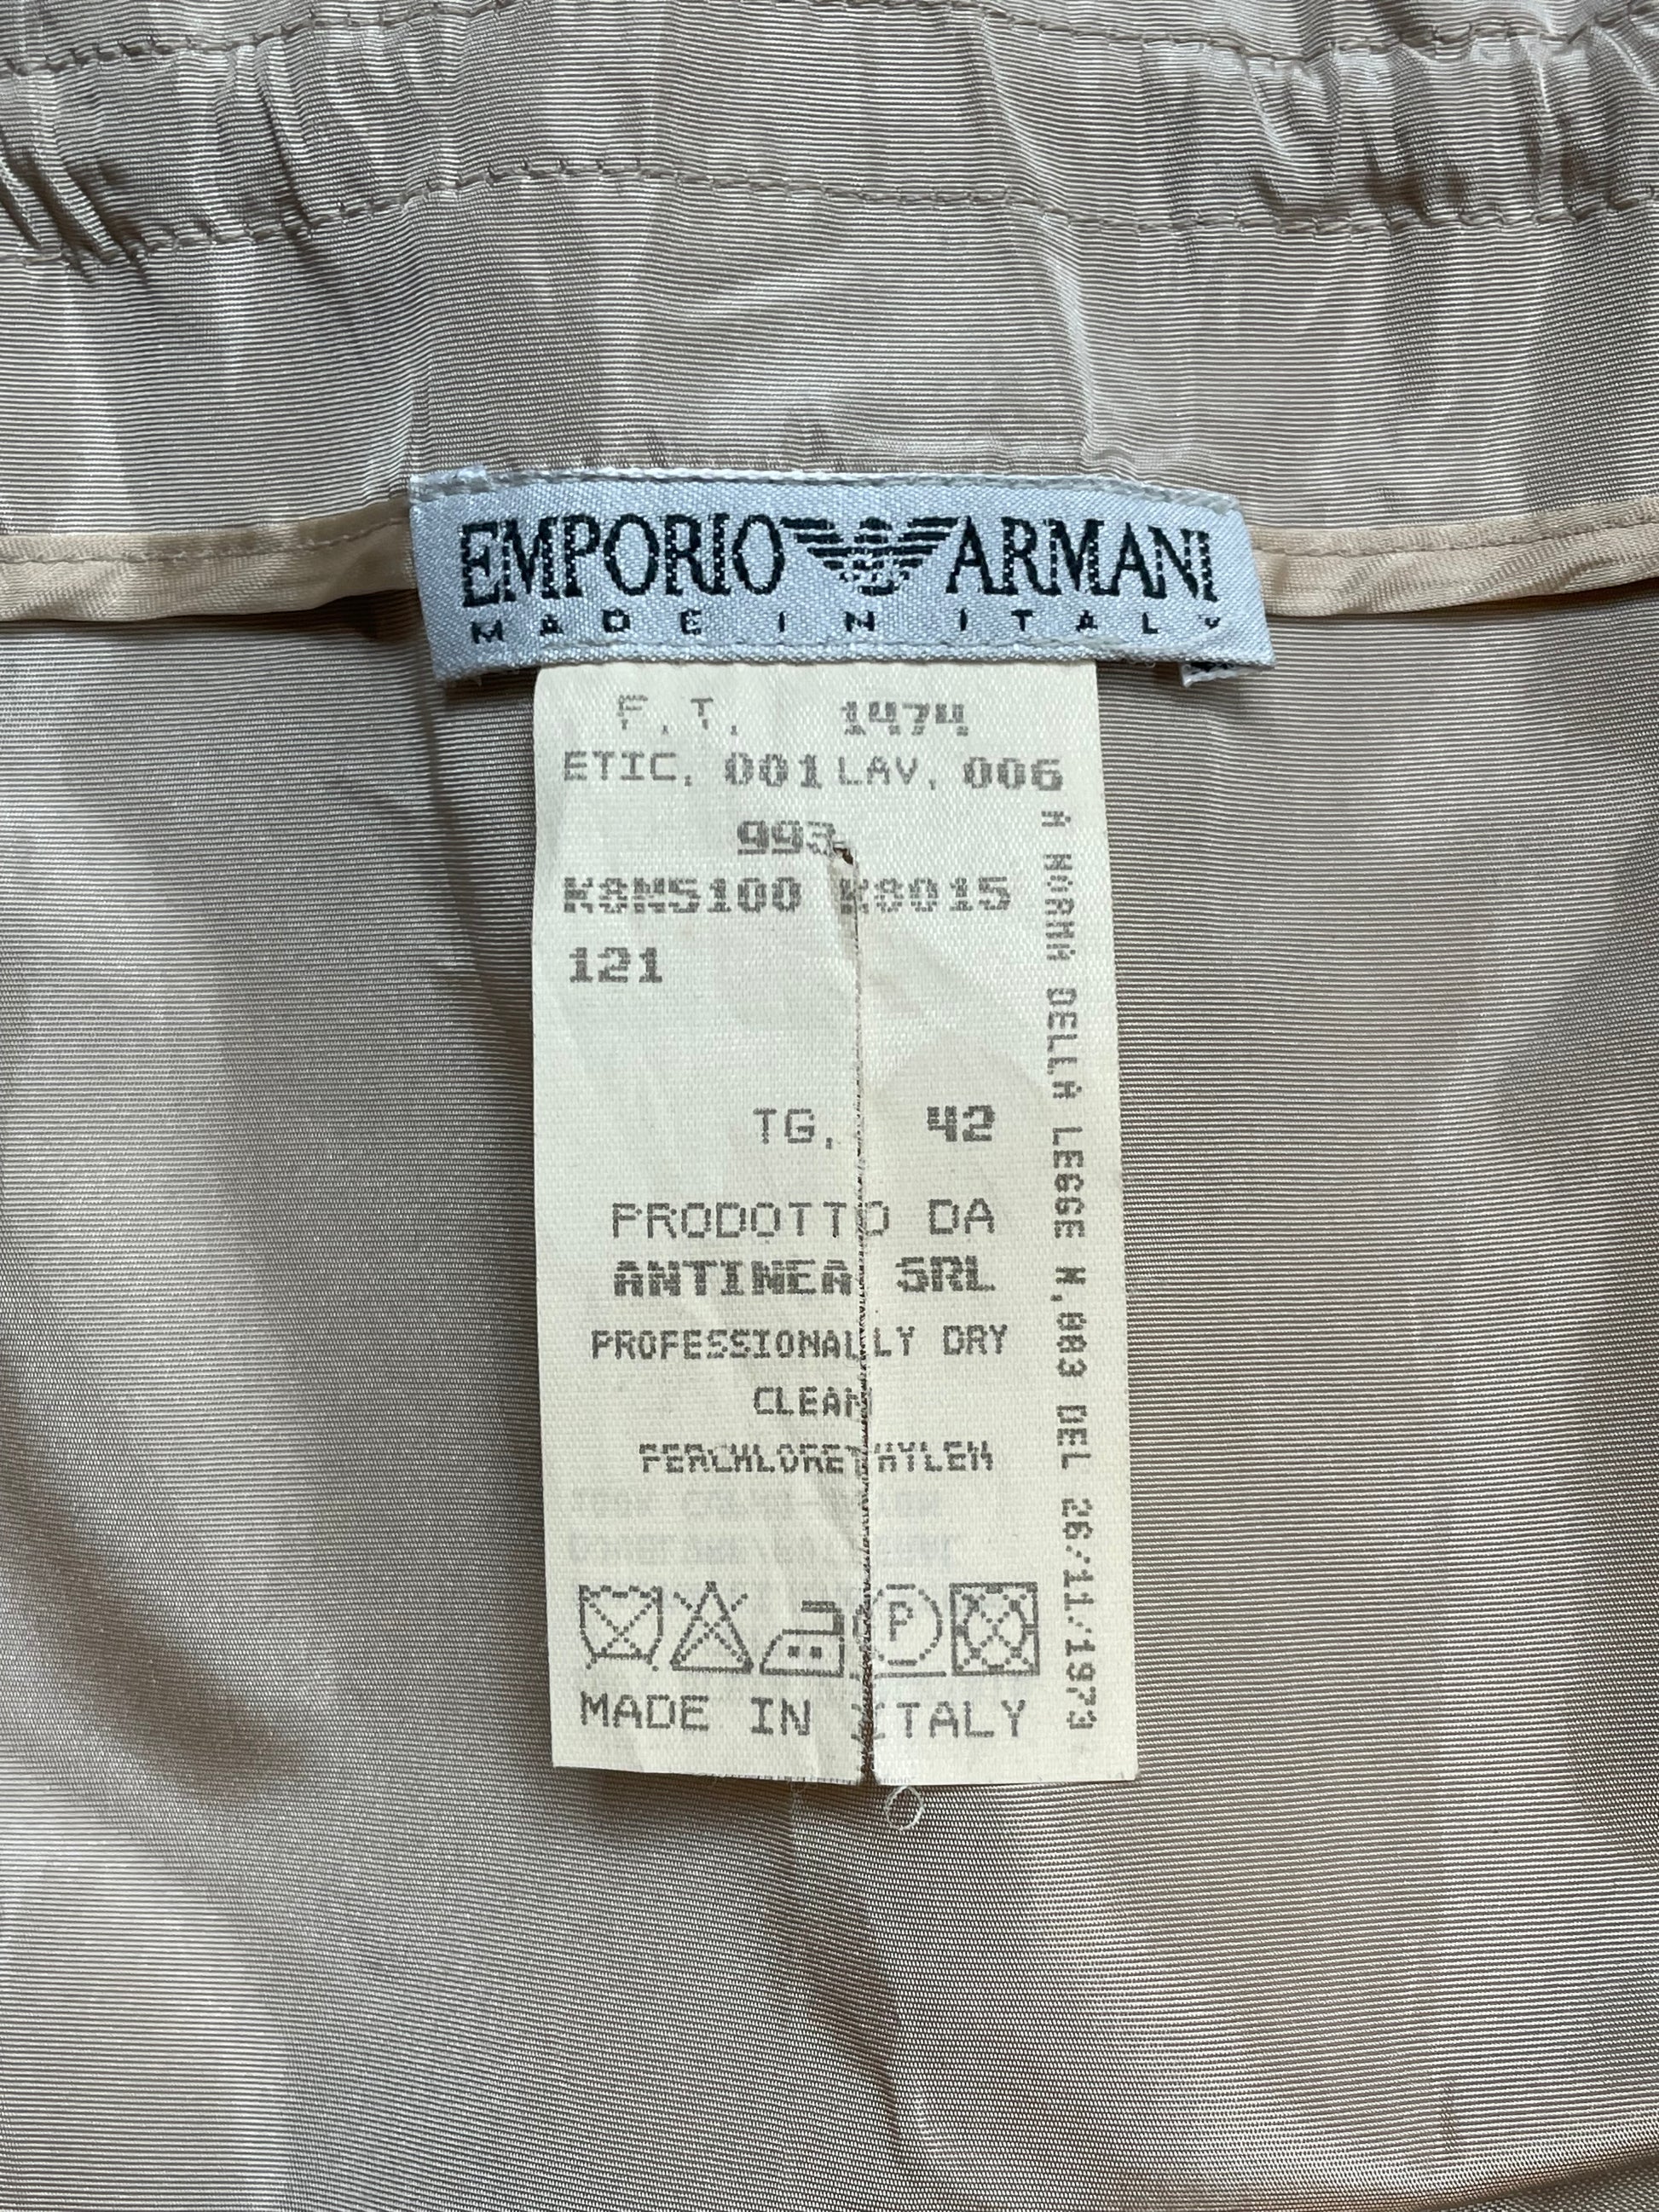 EMPORIO ARMANI
MADE IN ITALY
F.T. 1474
ETIC. 001 LAV. 006
993
K8N5100 K8015
121
TG. 42
PRODOTTO DA
ANTINEA SRL
PROFESSIONALLY DRY
CLEAN
PERCHLORETHYLEN
P
MADE IN ITALY
A NORMA DELLA LEGGE N.883 DEL 26/11/1973